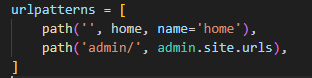 urlpatterns = [
    path('', home, name='home'),
    path('admin/', admin.site.urls),
]